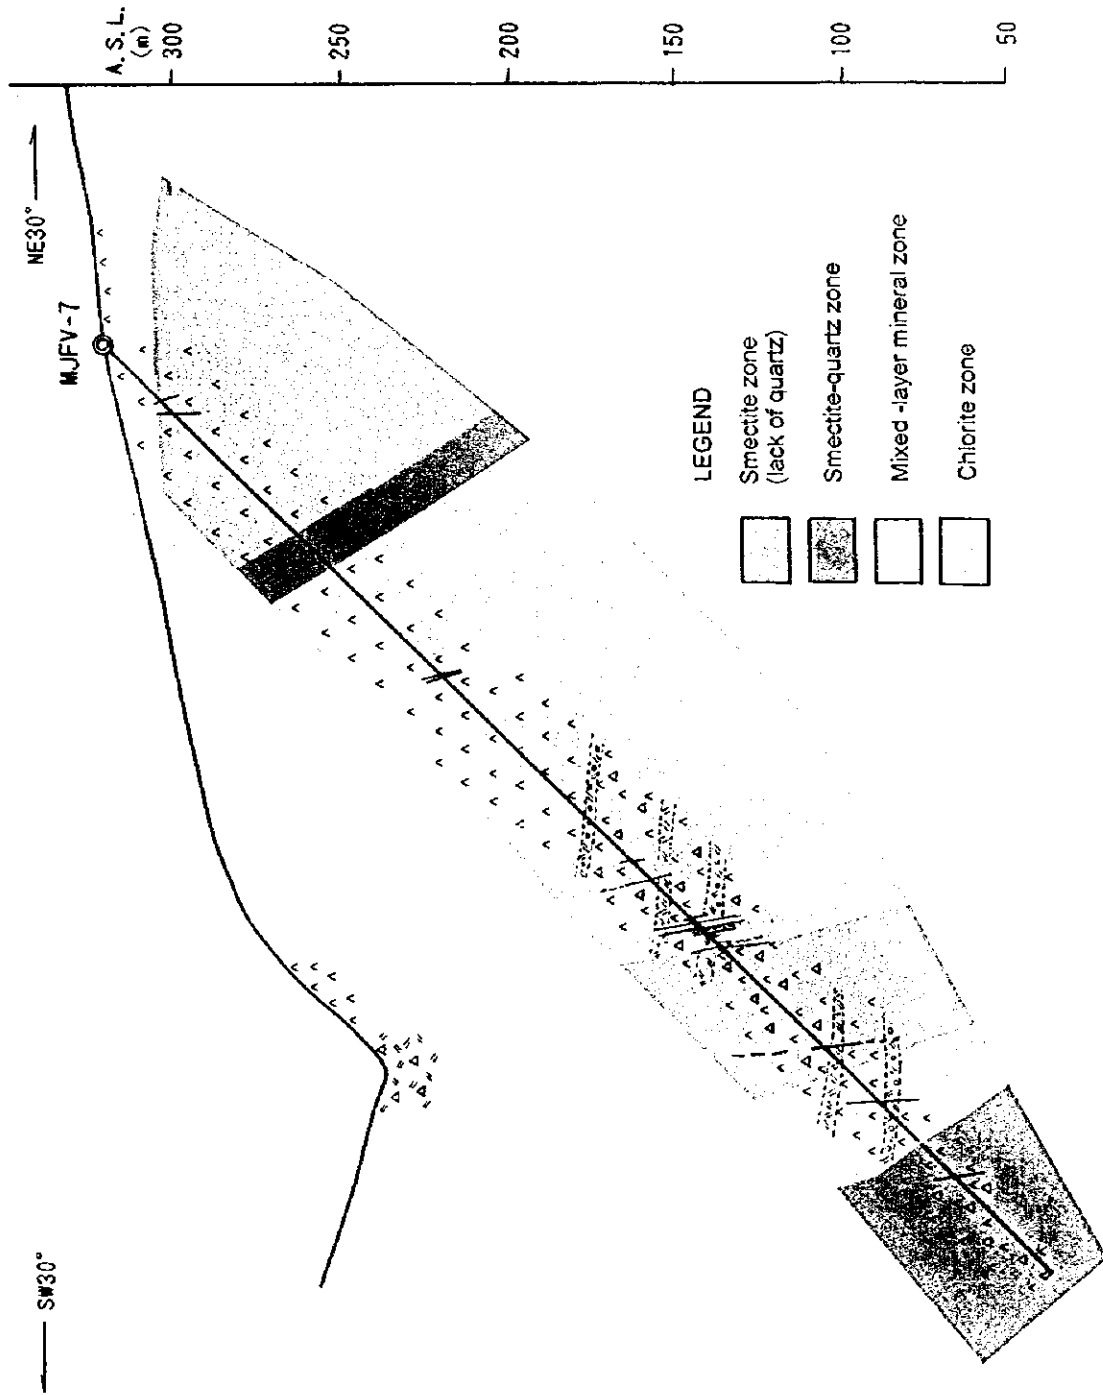 NE30°
SW30°
MJFV-7
A. S. L.
(m)
300
250
200
150
100
50
LEGEND
Smectite zone
(lack of quartz)
Smectite-quartz zone
Mixed -layer mineral zone
Chlorite zone